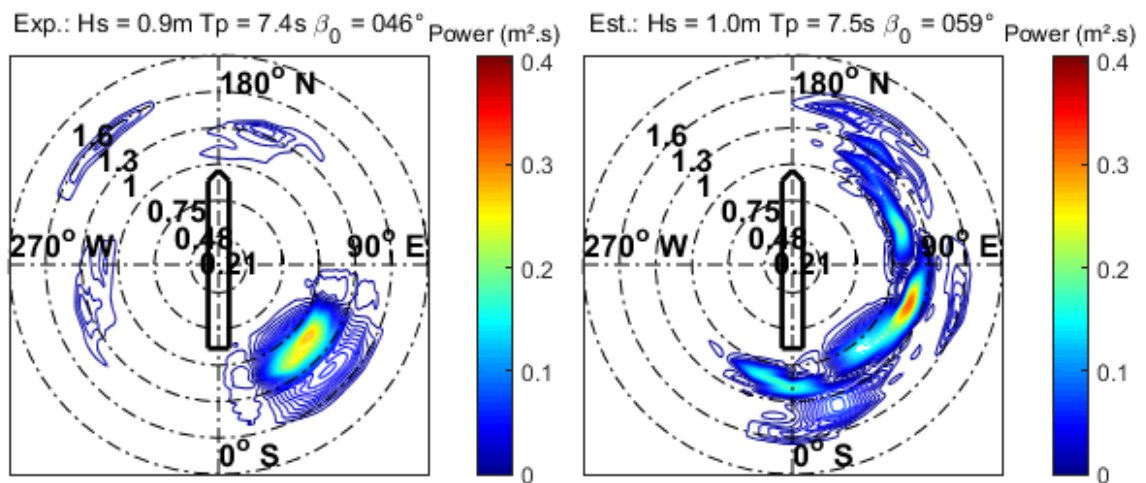 Exp.: Hs = 0.9m Tp = 7.4s β₀ = 046°
Power (m².s)
0.4
0.3
0.2
0.1
0
180° N
1.6
1.3
1
0.75
0.48
0.21
270° W
90° E
0° S
Est.: Hs = 1.0m Tp = 7.5s β₀ = 059°
Power (m².s)
0.4
0.3
0.2
0.1
0
180° N
1.6
1.3
1
0.75
0.48
0.21
270° W
90° E
0° S